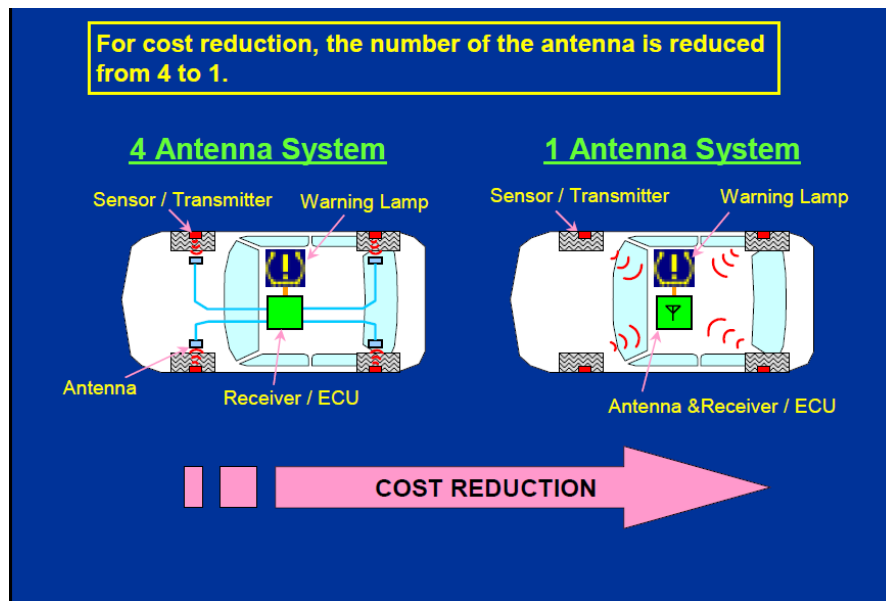 For cost reduction, the number of the antenna is reduced
from 4 to 1.
4 Antenna System
Sensor / Transmitter
Warning Lamp
Antenna
Receiver / ECU
1 Antenna System
Sensor / Transmitter
Warning Lamp
Antenna &Receiver / ECU
COST REDUCTION